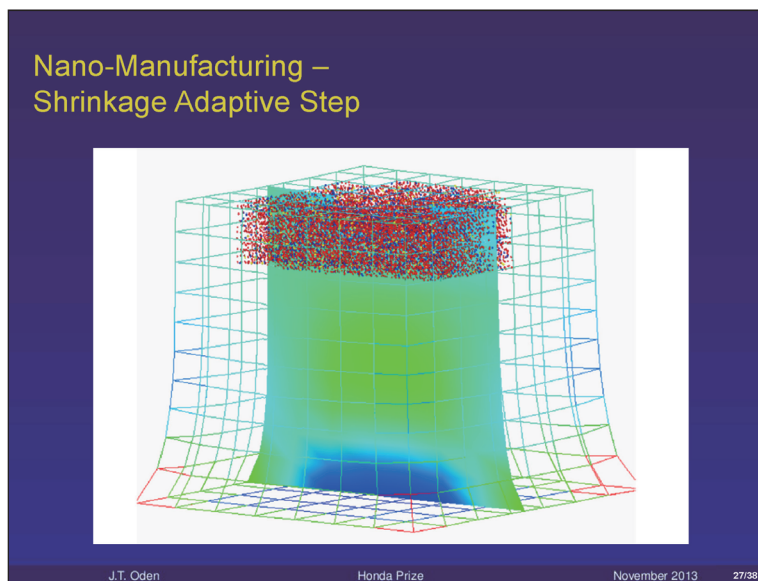 Nano-Manufacturing –
Shrinkage Adaptive Step
J.T. Oden
Honda Prize
November 2013
27/38